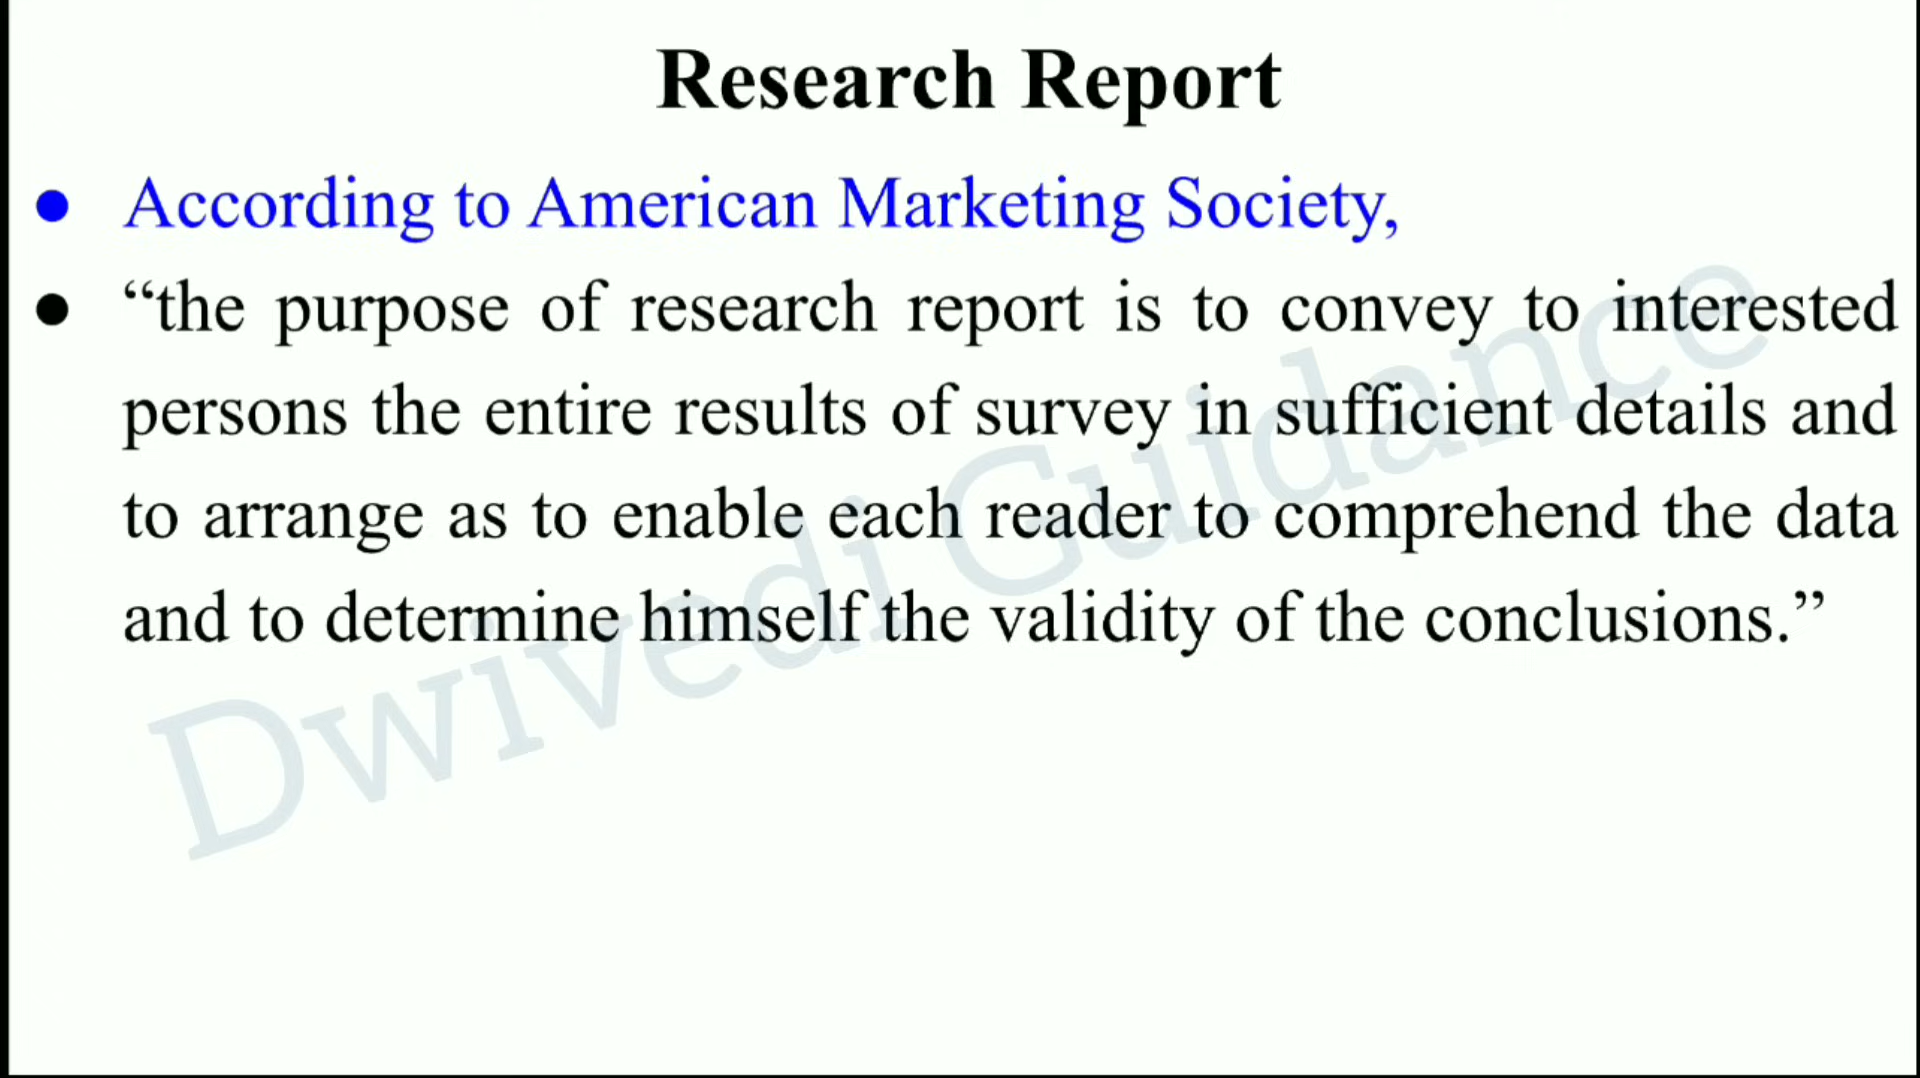 Research Report
● According to American Marketing Society,
● “the purpose of research report is to convey to interested
persons the entire results of survey in sufficient details and
to arrange as to enable each reader to comprehend the data
and to determine himself the validity of the conclusions.”
Dwivedi Guidance